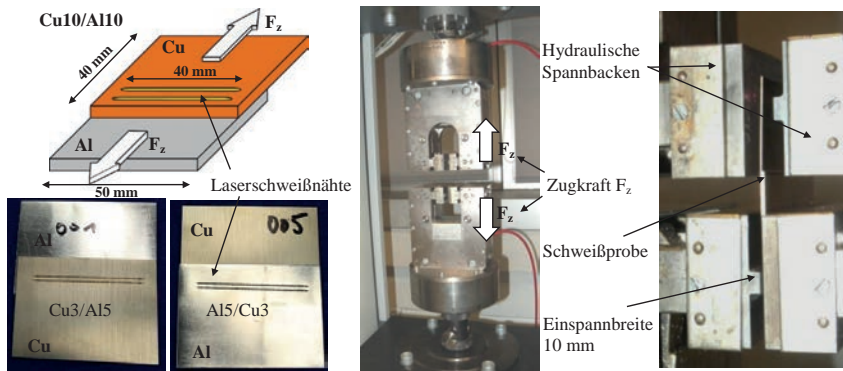 Cu10/Al10
F_z
Cu
40 mm
40 mm
Al
F_z
50 mm
Laserschweißnähte
Al
001
Cu3/Al5
Cu
Cu
005
Al5/Cu3
Al
F_z
F_z
Hydraulische
Spannbacken
Zugkraft F_z
Schweißprobe
Einspannbreite
10 mm